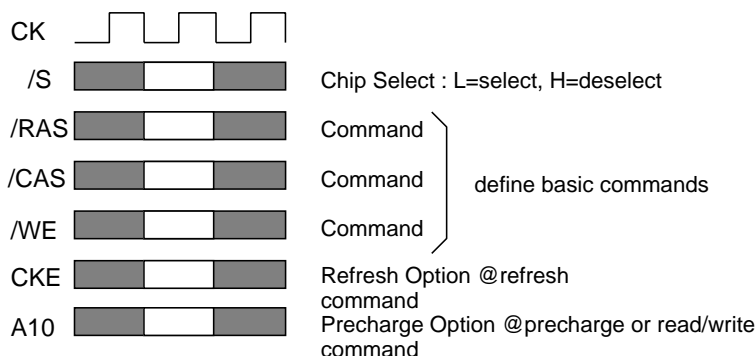 CK
/S Chip Select : L=select, H=deselect
/RAS Command
/CAS Command define basic commands
/WE Command
CKE Refresh Option @refresh
command
A10 Precharge Option @precharge or read/write
command